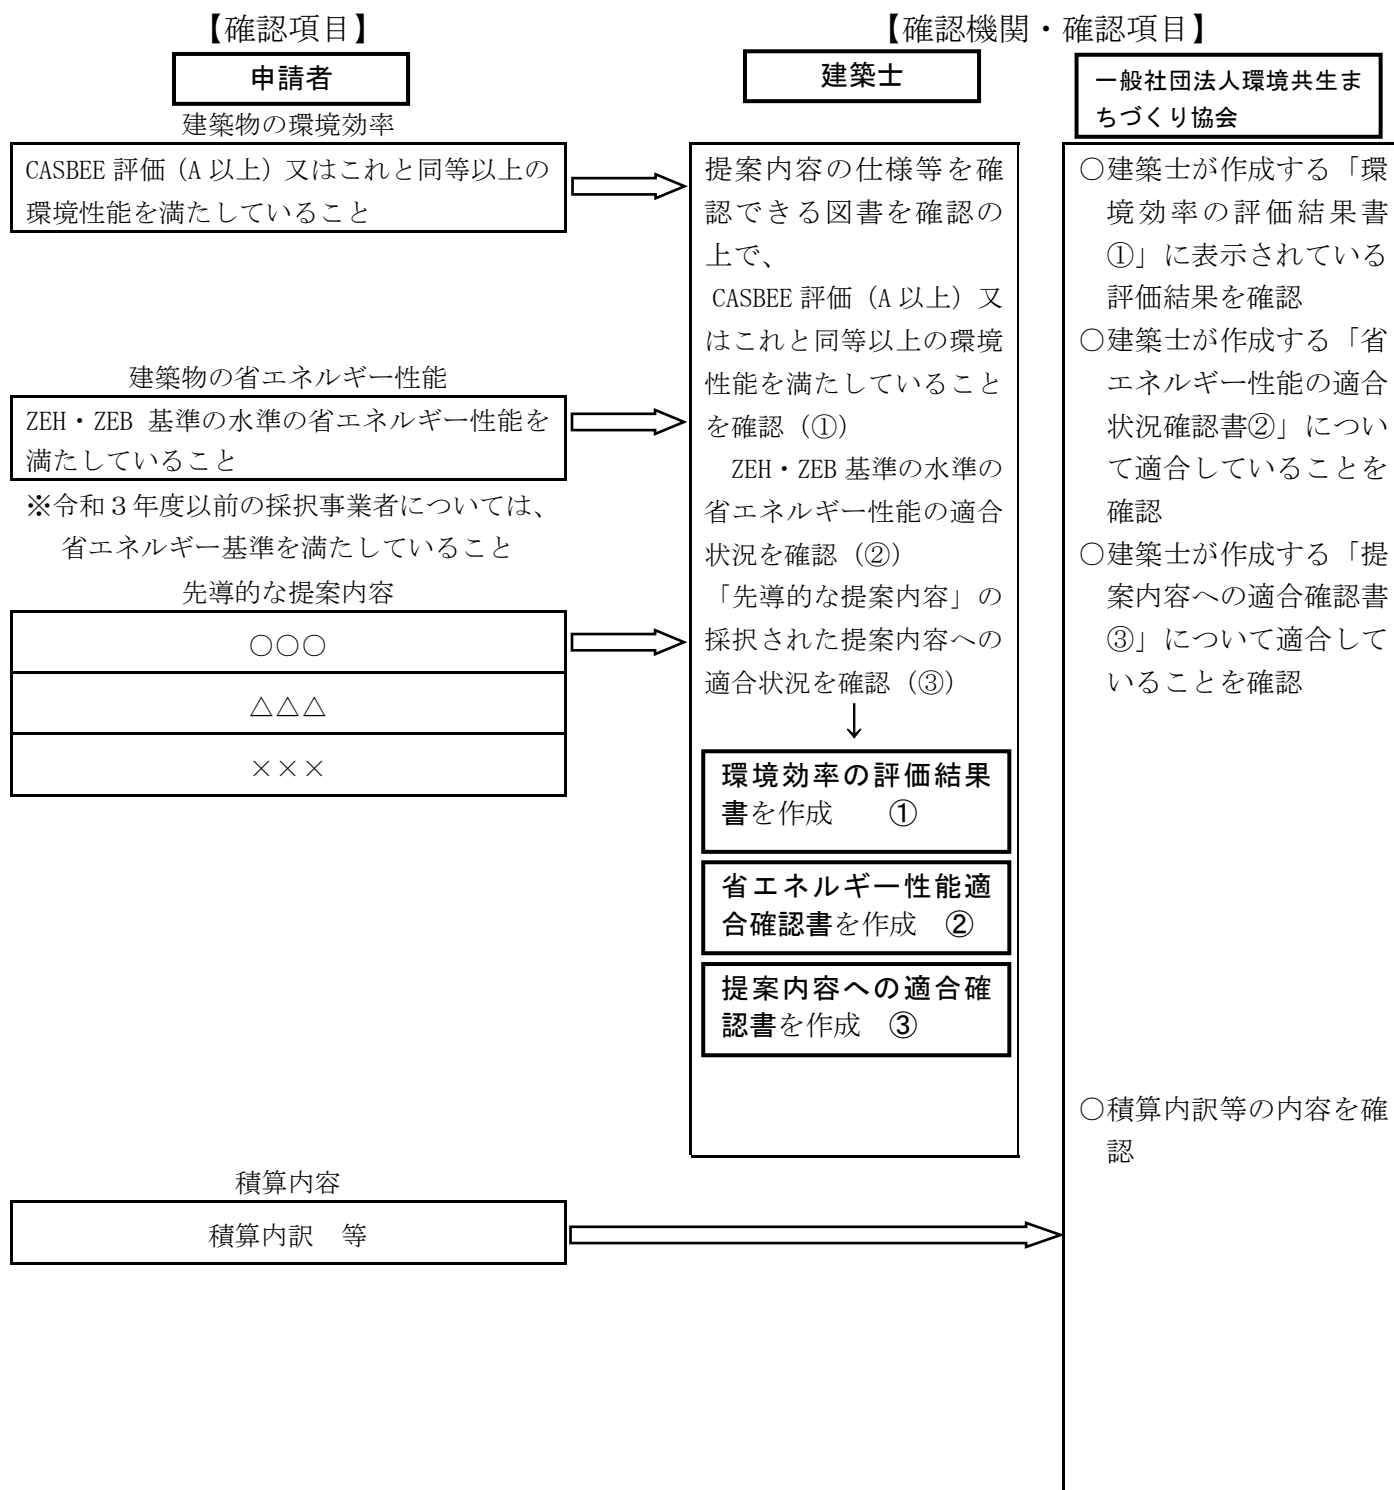 【確認項目】
申請者
建築物の環境効率
CASBEE 評価（A 以上）又はこれと同等以上の
環境性能を満たしていること
建築物の省エネルギー性能
ZEH・ZEB 基準の水準の省エネルギー性能を
満たしていること
※令和３年度以前の採択事業者については、
省エネルギー基準を満たしていること
先導的な提案内容
○○○
△△△
×××
積算内容
積算内訳　等
【確認機関・確認項目】
建築士
提案内容の仕様等を確
認できる図書を確認の
上で、
CASBEE 評価（A 以上）又
はこれと同等以上の環境
性能を満たしていること
を確認（①）
ZEH・ZEB 基準の水準の
省エネルギー性能の適合
状況を確認（②）
「先導的な提案内容」の
採択された提案内容への
適合状況を確認（③）
↓
環境効率の評価結果
書を作成　①
省エネルギー性能適
合確認書を作成　②
提案内容への適合確
認書を作成　③
一般社団法人環境共生ま
ちづくり協会
○建築士が作成する「環
境効率の評価結果書
①」に表示されている
評価結果を確認
○建築士が作成する「省
エネルギー性能の適合
状況確認書②」につい
て適合していることを
確認
○建築士が作成する「提
案内容への適合確認書
③」について適合して
いることを確認
○積算内訳等の内容を確
認